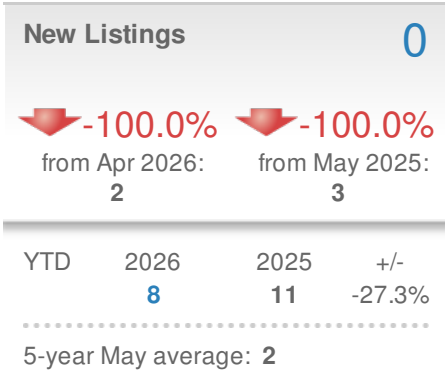 New Listings 0
-100.0% -100.0%
from Apr 2026: from May 2025:
2 3
YTD 2026 2025 +/-
8 11 -27.3%
5-year May average: 2